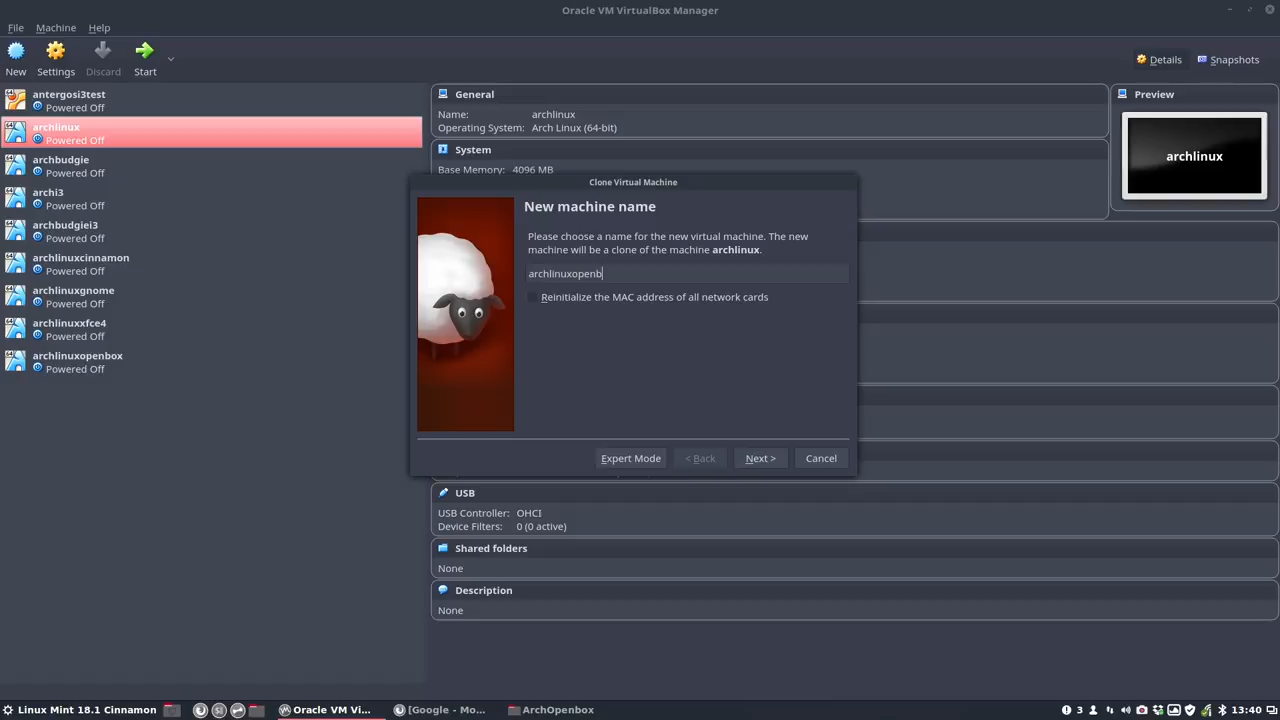 Oracle VM VirtualBox Manager
File Machine Help
New Settings Discard Start
Details Snapshots
antergosi3test
Powered Off
archlinux
Powered Off
archbudgie
Powered Off
archi3
Powered Off
archbudgiei3
Powered Off
archlinuxcinnamon
Powered Off
archlinuxgnome
Powered Off
archlinuxxfce4
Powered Off
archlinuxopenbox
Powered Off
General
Name: archlinux
Operating System: Arch Linux (64-bit)
System
Base Memory: 4096 MB
Preview
archlinux
Clone Virtual Machine
New machine name
Please choose a name for the new virtual machine. The new
machine will be a clone of the machine archlinux.
archlinuxopenb
Reinitialize the MAC address of all network cards
Expert Mode < Back Next > Cancel
USB
USB Controller: OHCI
Device Filters: 0 (0 active)
Shared folders
None
Description
None
Linux Mint 18.1 Cinnamon Oracle VM Vi... [Google - Mo... ArchOpenbox 3 13:40